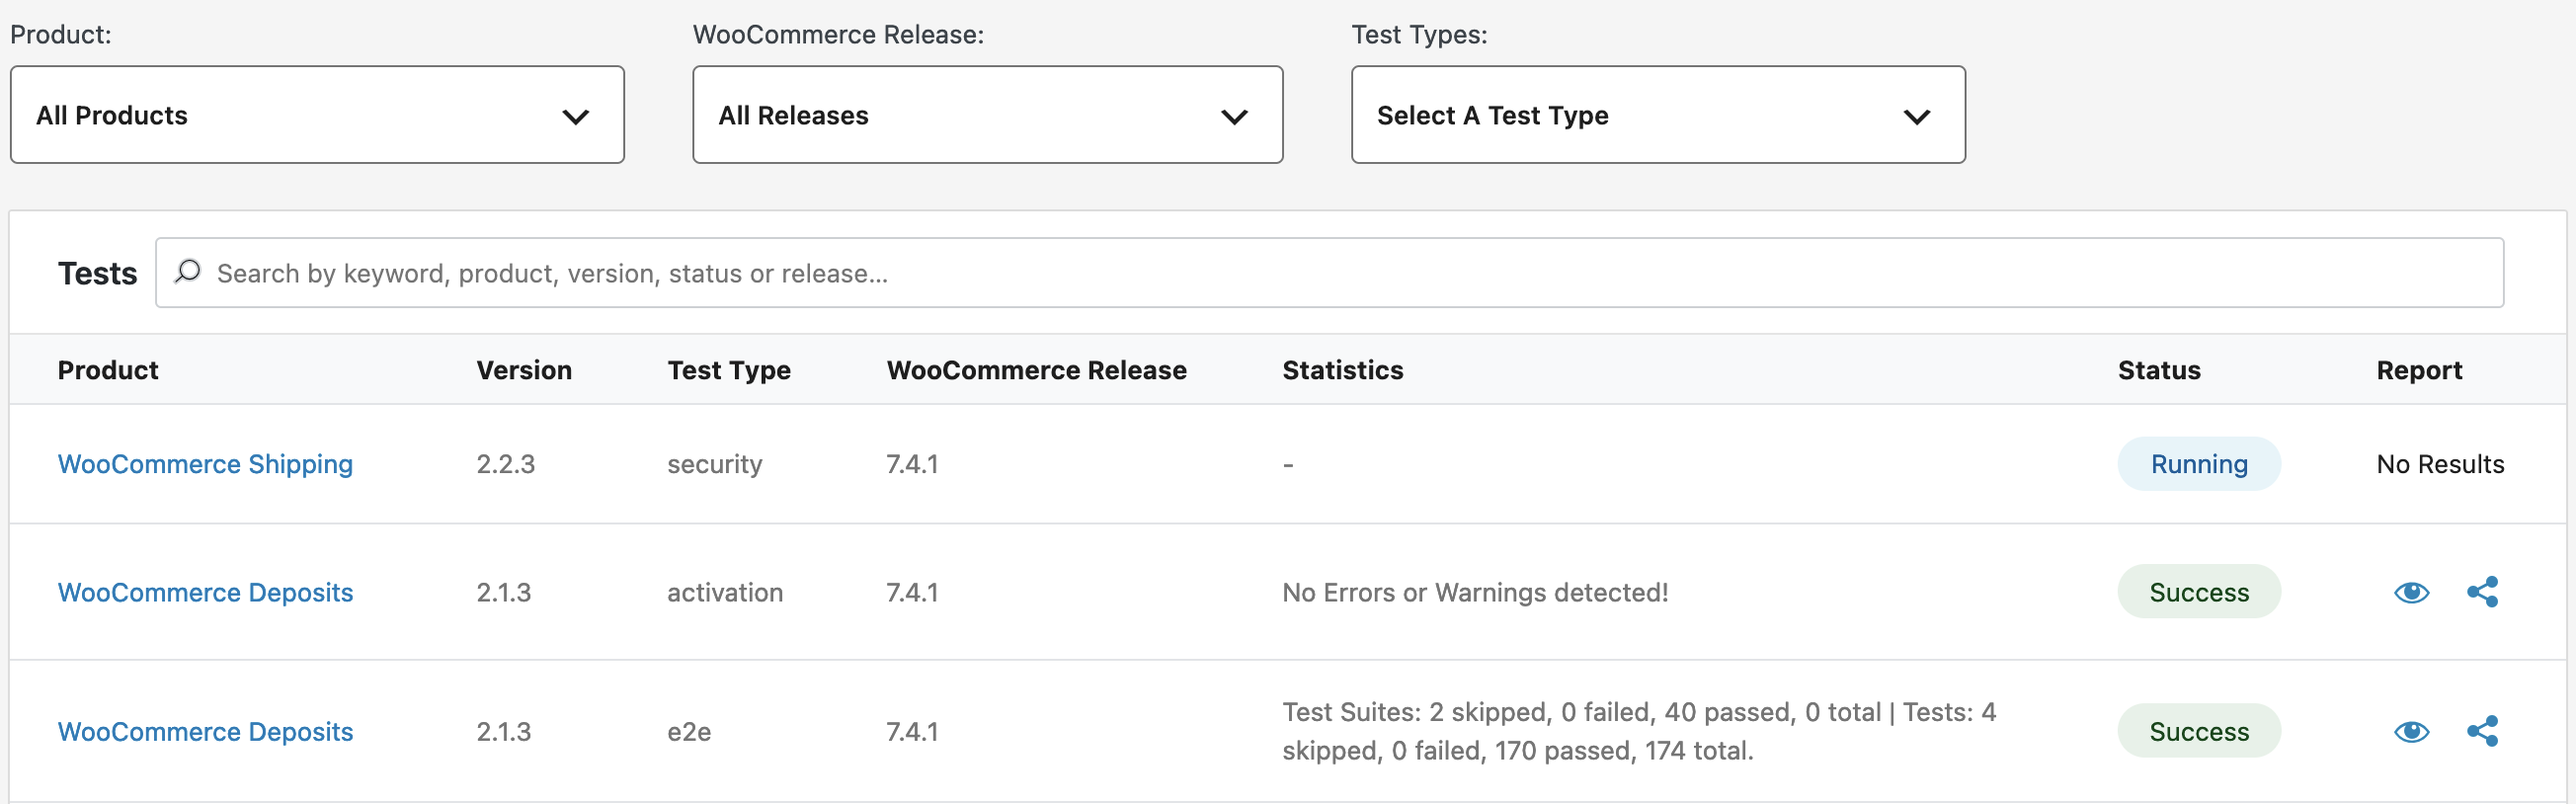 Product: WooCommerce Release: Test Types:
All Products All Releases Select A Test Type
Tests Search by keyword, product, version, status or release...
Product Version Test Type WooCommerce Release Statistics Status Report
WooCommerce Shipping 2.2.3 security 7.4.1 - Running No Results
WooCommerce Deposits 2.1.3 activation 7.4.1 No Errors or Warnings detected! Success
WooCommerce Deposits 2.1.3 e2e 7.4.1 Test Suites: 2 skipped, 0 failed, 40 passed, 0 total | Tests: 4
skipped, 0 failed, 170 passed, 174 total. Success